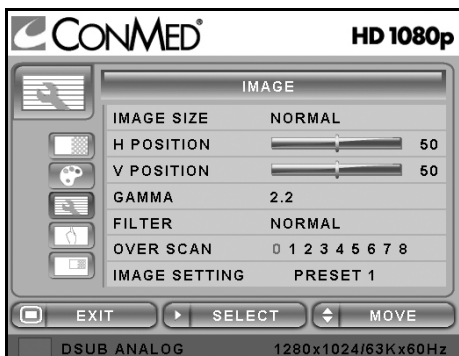 CONMED®
HD 1080p
IMAGE
IMAGE SIZE NORMAL
H POSITION 50
V POSITION 50
GAMMA 2.2
FILTER NORMAL
OVER SCAN 0 1 2 3 4 5 6 7 8
IMAGE SETTING PRESET 1
EXIT SELECT MOVE
DSUB ANALOG 1280x1024/63Kx60Hz